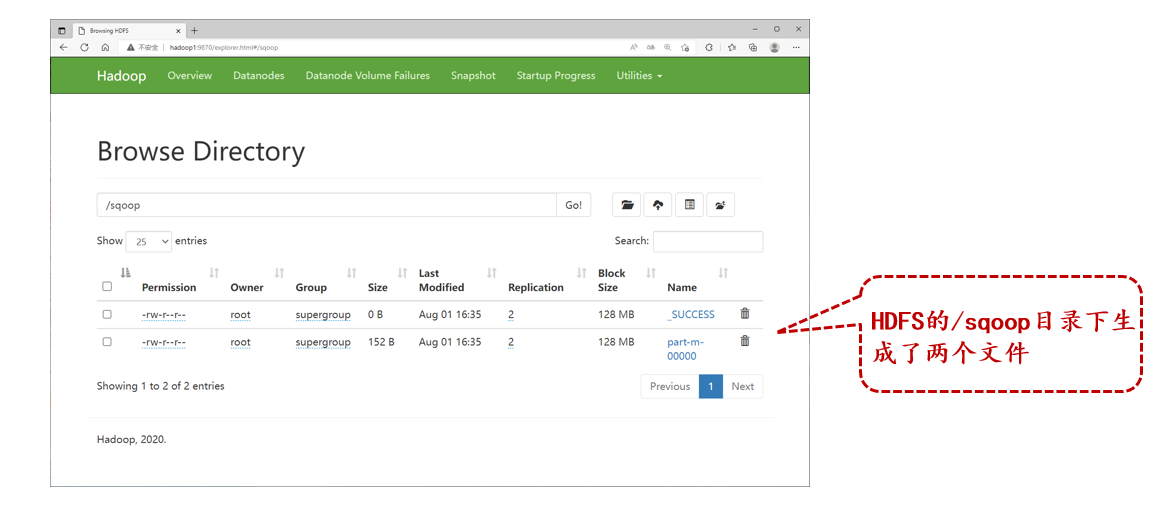 Browsing HDFS
不安全 | hadoop1:9870/explorer.html#/sqoop
Hadoop Overview Datanodes Datanode Volume Failures Snapshot Startup Progress Utilities
Browse Directory
/sqoop Go!
Show 25 entries Search:
Permission Owner Group Size Last Modified Replication Block Size Name
-rw-r--r-- root supergroup 0 B Aug 01 16:35 2 128 MB _SUCCESS
-rw-r--r-- root supergroup 152 B Aug 01 16:35 2 128 MB part-m-
00000
Showing 1 to 2 of 2 entries Previous 1 Next
Hadoop, 2020.
HDFS的/sqoop目录下生
成了两个文件